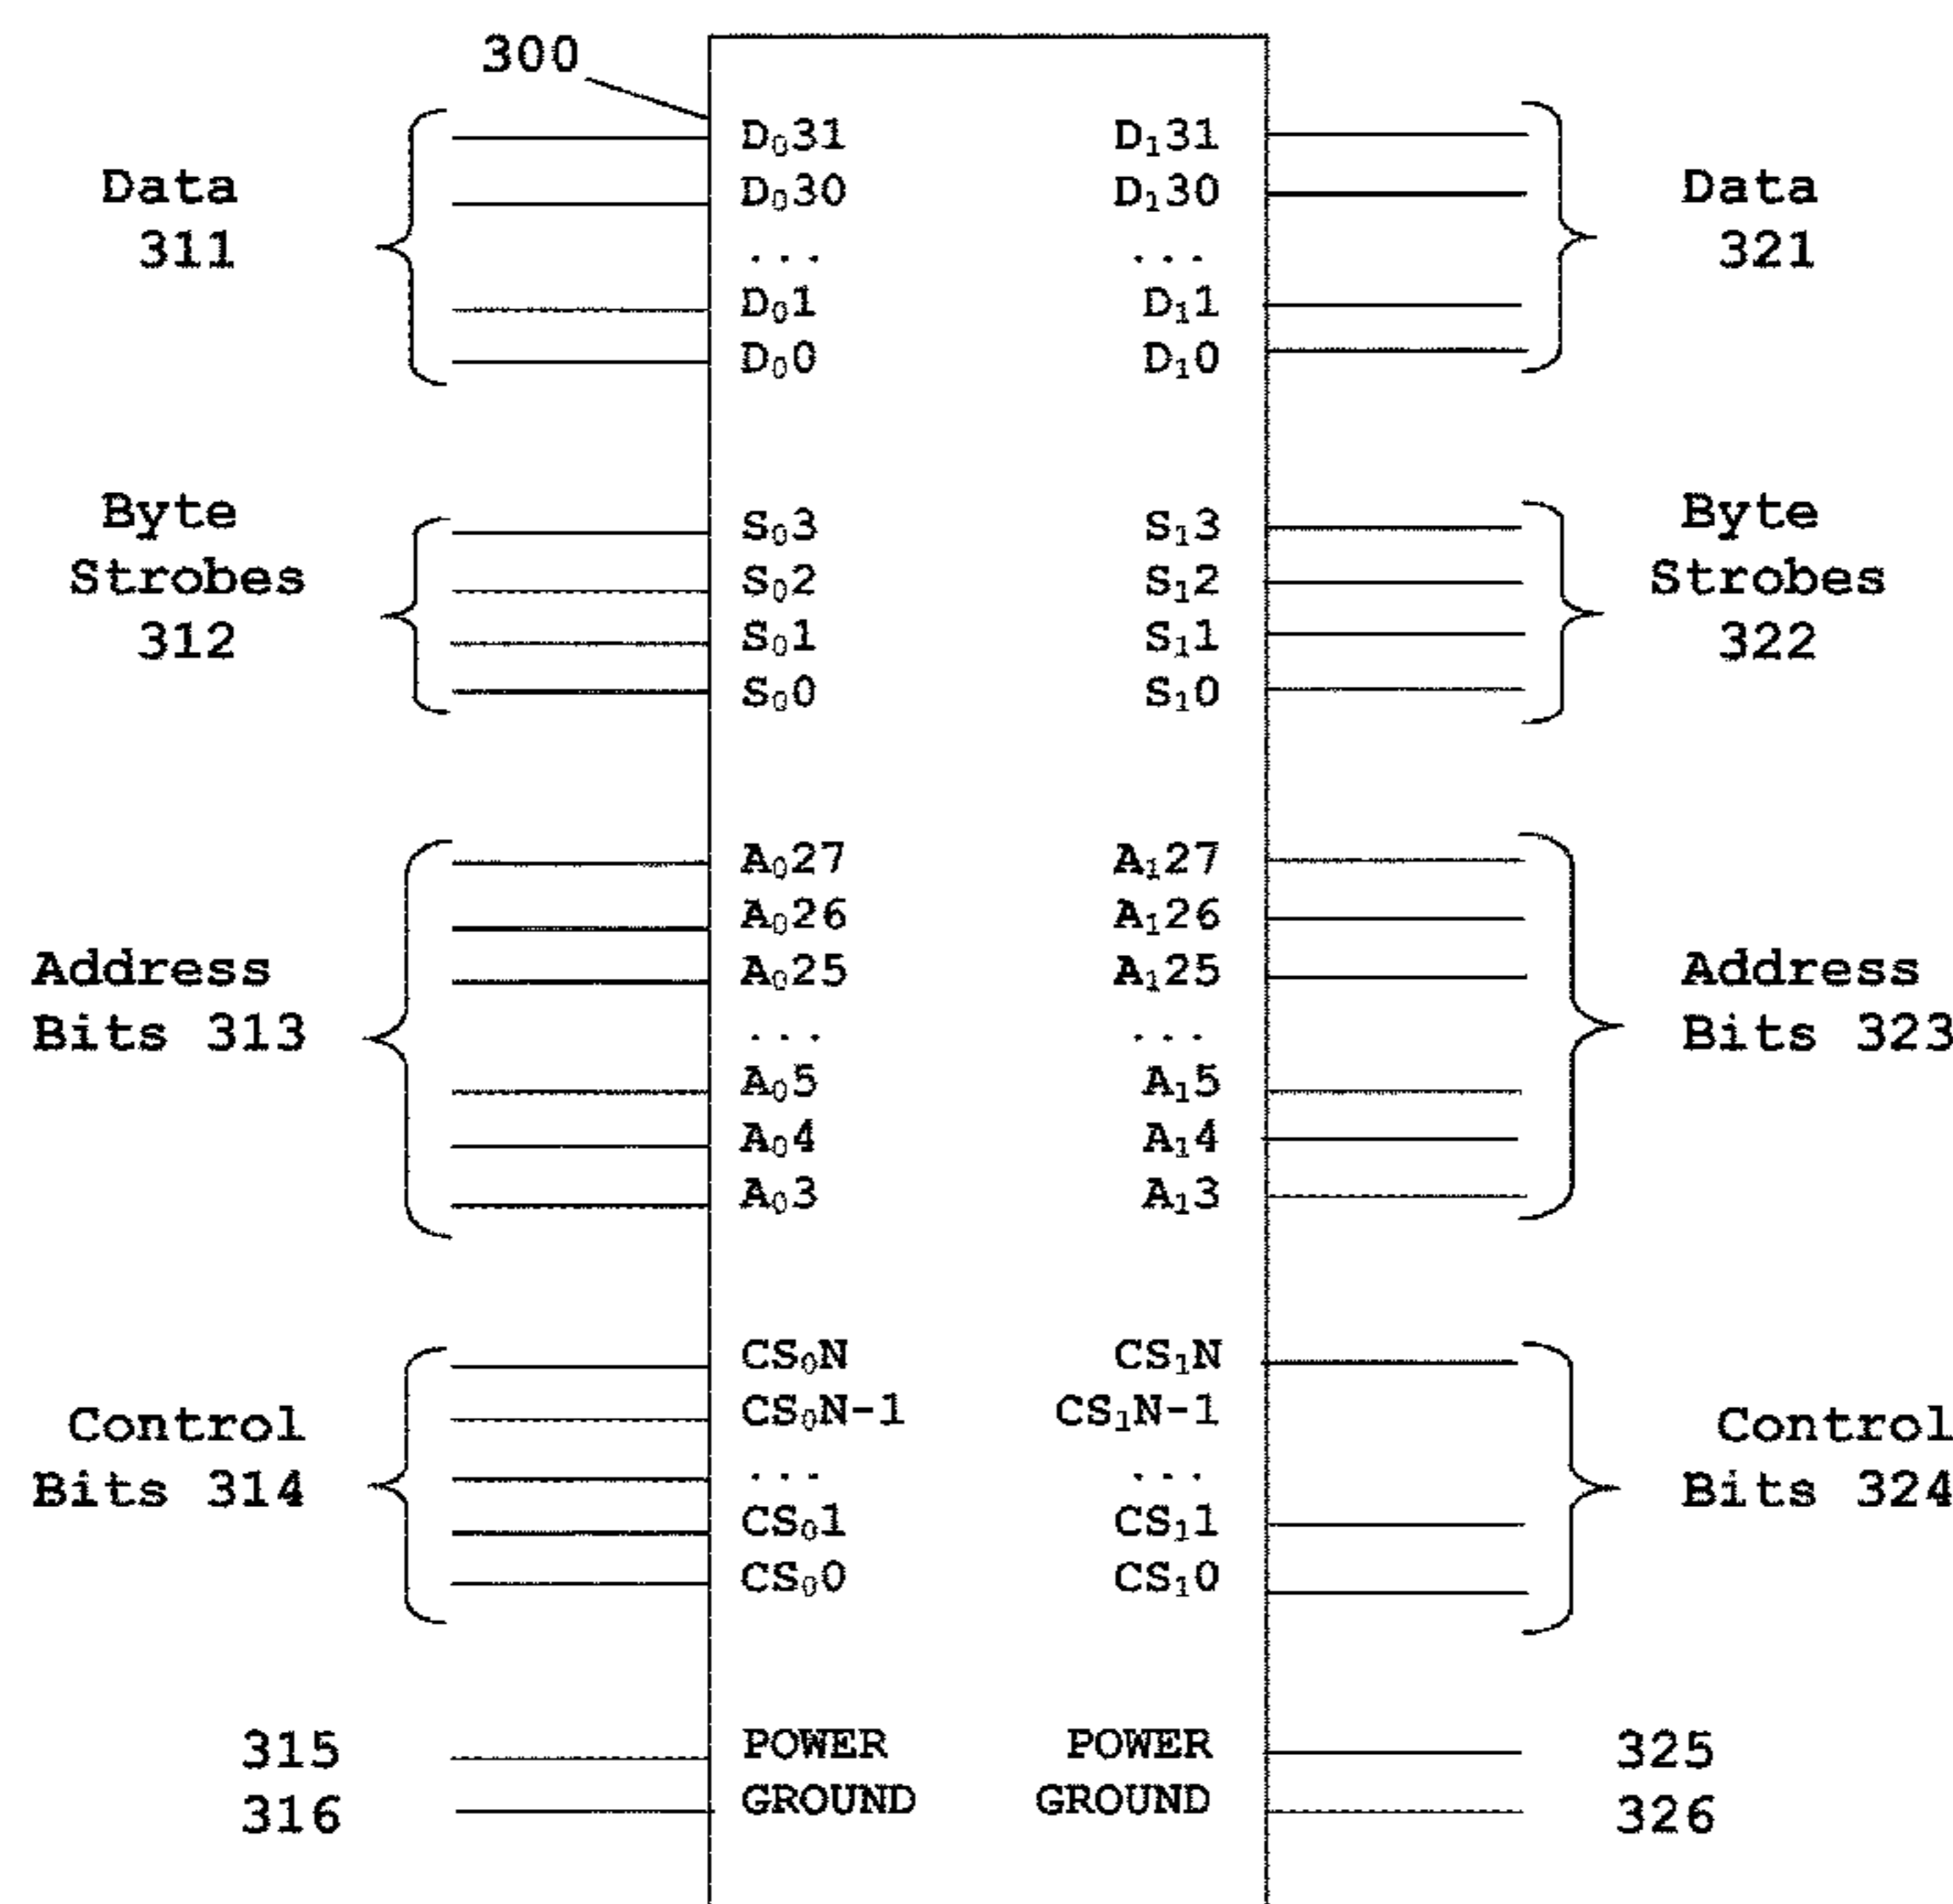 300
Data
311
D₀31
D₀30
...
D₀1
D₀0
D₁31
D₁30
...
D₁1
D₁0
Data
321
Byte
Strobes
312
S₀3
S₀2
S₀1
S₀0
S₁3
S₁2
S₁1
S₁0
Byte
Strobes
322
Address
Bits 313
A₀27
A₀26
A₀25
...
A₀5
A₀4
A₀3
A₁27
A₁26
A₁25
...
A₁5
A₁4
A₁3
Address
Bits 323
Control
Bits 314
CS₀N
CS₀N-1
...
CS₀1
CS₀0
CS₁N
CS₁N-1
...
CS₁1
CS₁0
Control
Bits 324
315 POWER POWER 325
316 GROUND GROUND 326